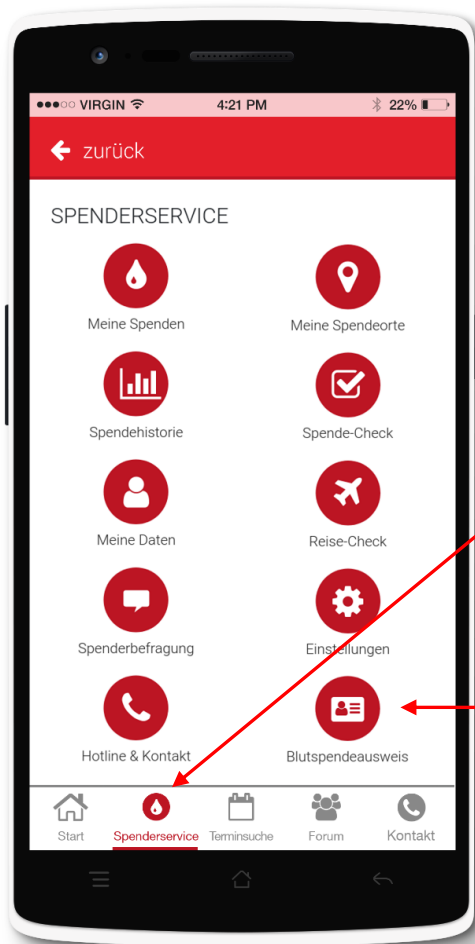 VIRGIN 4:21 PM 22%
zurück
SPENDERSERVICE
Meine Spenden Meine Spendeorte
Spendehistorie Spende-Check
Meine Daten Reise-Check
Spenderbefragung Einstellungen
Hotline & Kontakt Blutspendeausweis
Start Spenderservice Terminsuche Forum Kontakt